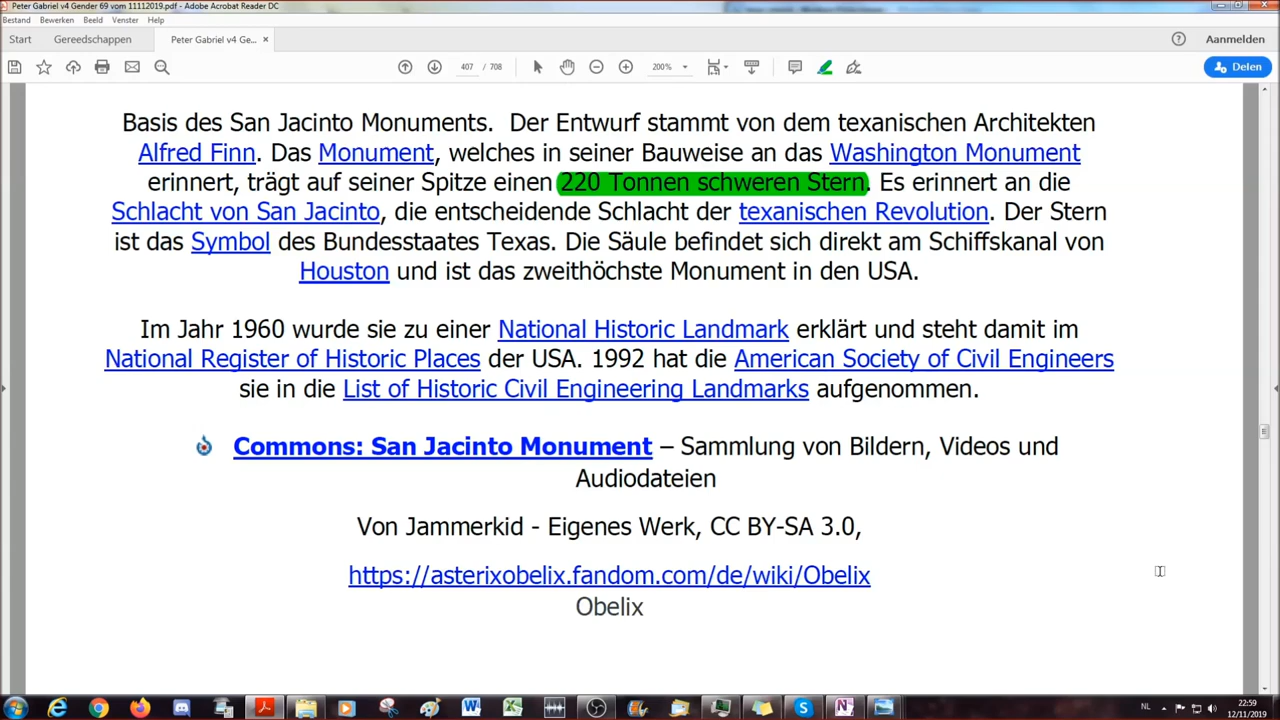 Peter Gabriel v4 Gender 69 vom 11112019.pdf - Adobe Acrobat Reader DC
Bestand Bewerken Beeld Venster Help
Start Gereedschappen Peter Gabriel v4 Ge... × Aanmelden
407 / 708 200% Delen
Basis des San Jacinto Monuments. Der Entwurf stammt von dem texanischen Architekten
Alfred Finn. Das Monument, welches in seiner Bauweise an das Washington Monument
erinnert, trägt auf seiner Spitze einen 220 Tonnen schweren Stern. Es erinnert an die
Schlacht von San Jacinto, die entscheidende Schlacht der texanischen Revolution. Der Stern
ist das Symbol des Bundesstaates Texas. Die Säule befindet sich direkt am Schiffskanal von
Houston und ist das zweithöchste Monument in den USA.
Im Jahr 1960 wurde sie zu einer National Historic Landmark erklärt und steht damit im
National Register of Historic Places der USA. 1992 hat die American Society of Civil Engineers
sie in die List of Historic Civil Engineering Landmarks aufgenommen.
Commons: San Jacinto Monument – Sammlung von Bildern, Videos und
Audiodateien
Von Jammerkid - Eigenes Werk, CC BY-SA 3.0,
https://asterixobelix.fandom.com/de/wiki/Obelix
Obelix
NL 22:59
12/11/2019